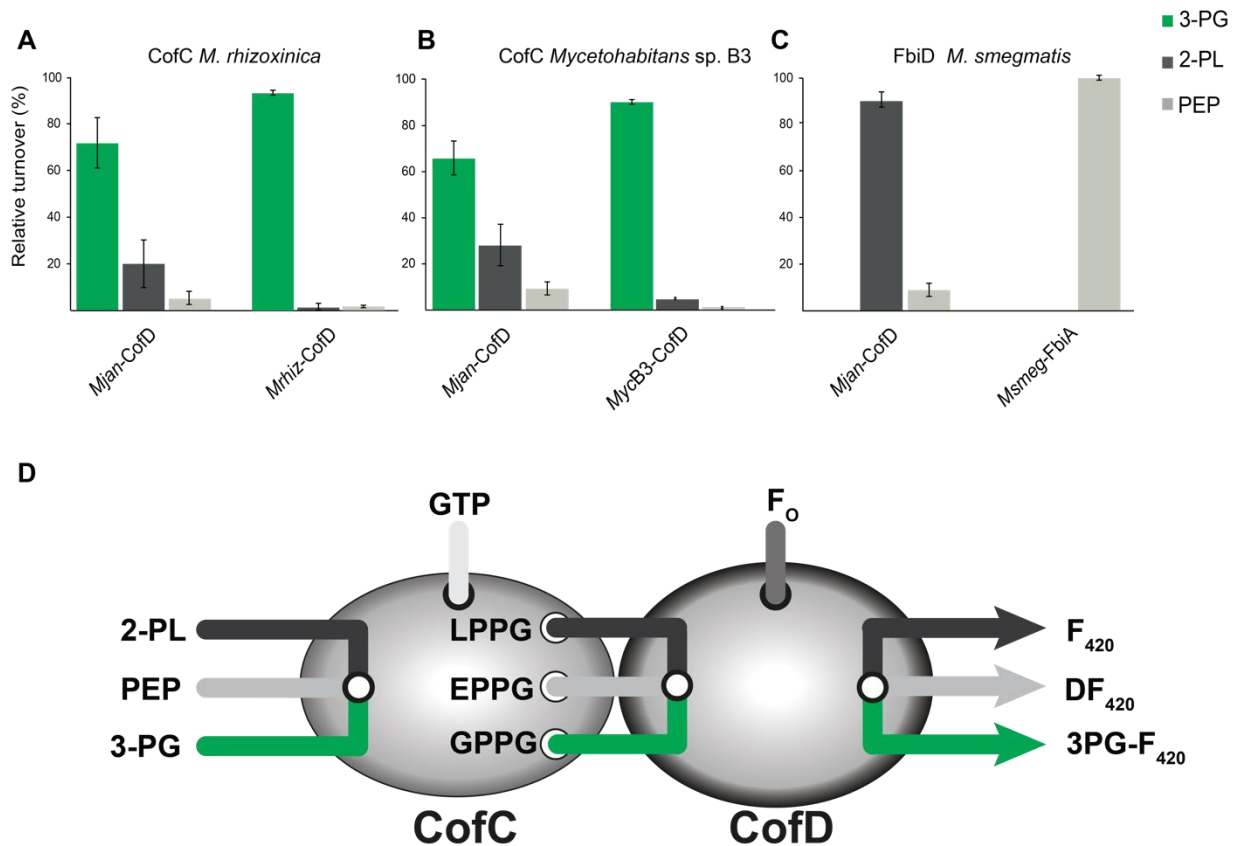 A
CofC M. rhizoxinica
Relative turnover (%)
100
80
60
40
20
Mjan-CofD
Mrhiz-CofD
B
CofC Mycetohabitans sp. B3
100
80
60
40
20
Mjan-CofD
MycB3-CofD
C
FbiD M. smegmatis
100
80
60
40
20
Mjan-CofD
Msmeg-FbiA
3-PG
2-PL
PEP
D
GTP
FO
2-PL
LPPG
F420
PEP
EPPG
DF420
3-PG
GPPG
3PG-F420
CofC
CofD